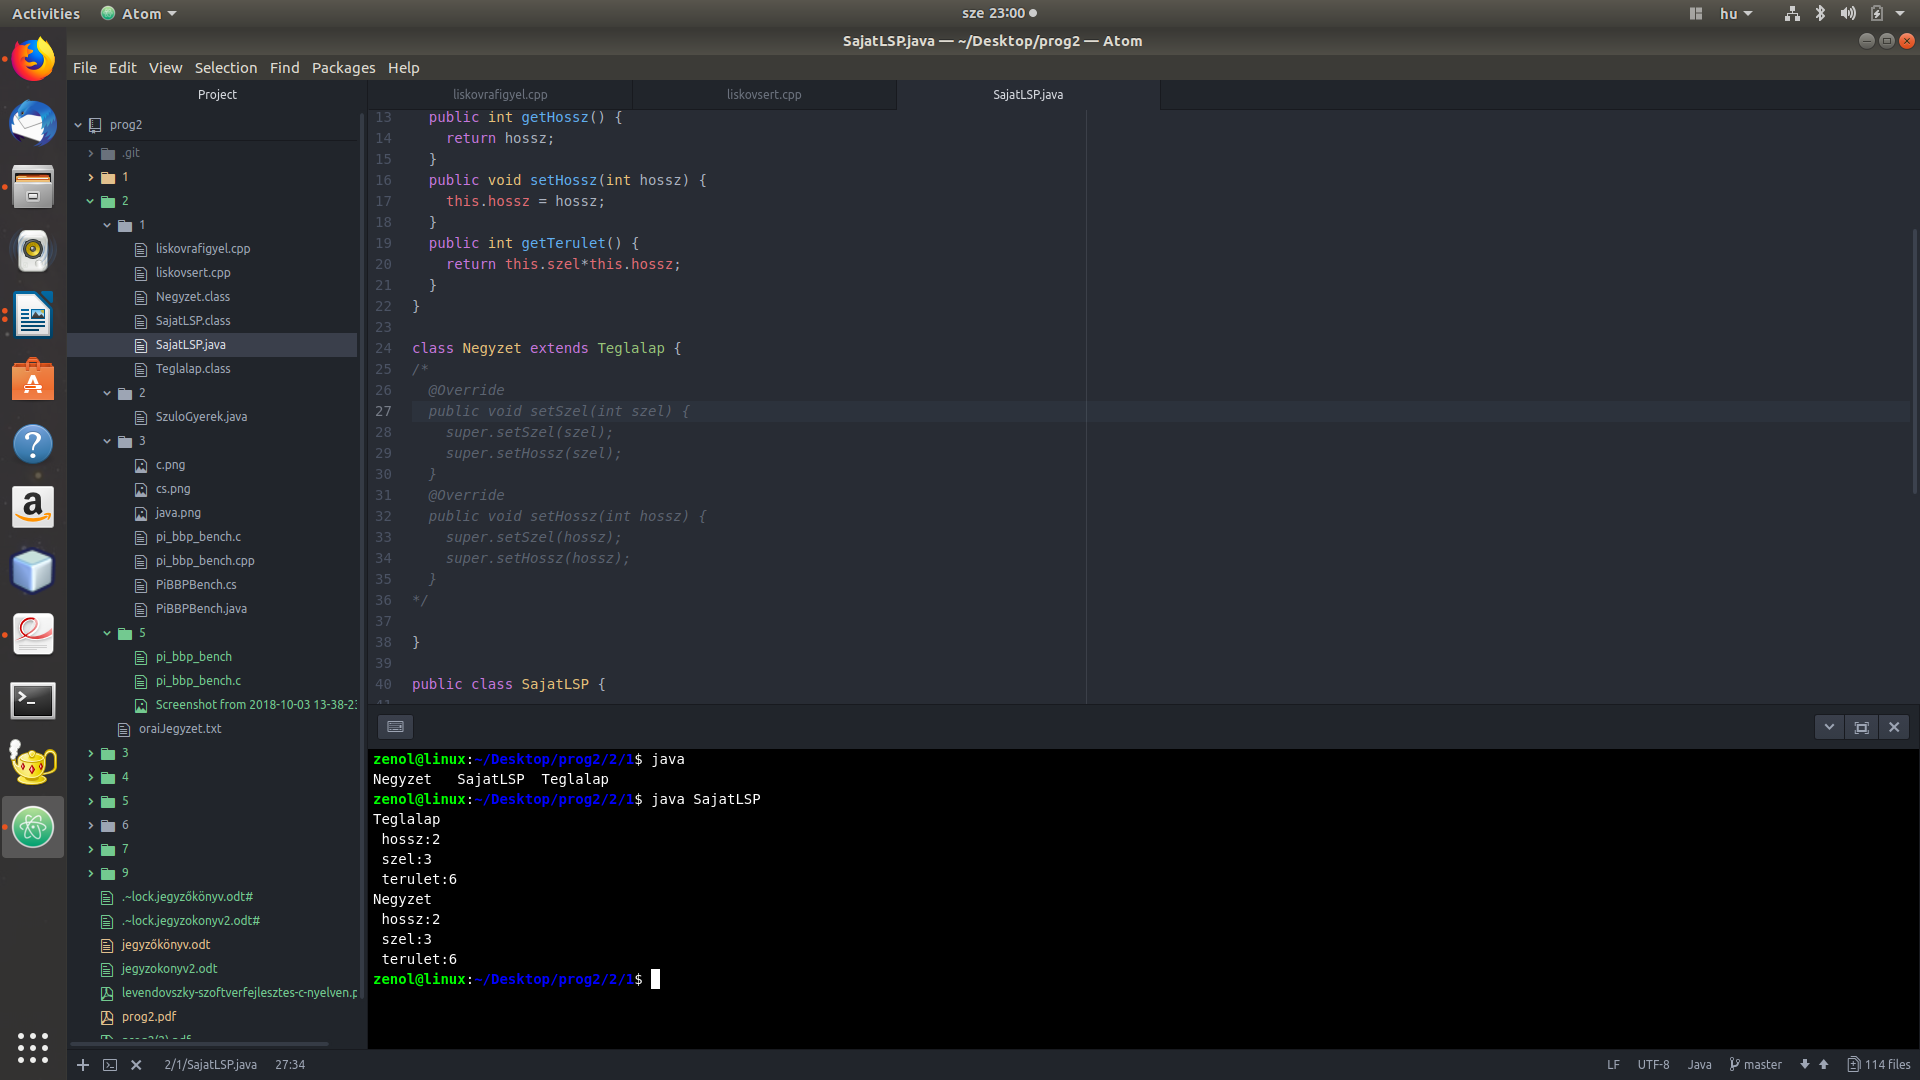 Activities
Atom
sze 23:00
hu
SajatLSP.java — ~/Desktop/prog2 — Atom
File Edit View Selection Find Packages Help
Project
prog2
.git
1
2
1
liskovrafigyel.cpp
liskovsert.cpp
Negyzet.class
SajatLSP.class
SajatLSP.java
Teglalap.class
2
SzuloGyerek.java
3
c.png
cs.png
java.png
pi_bbp_bench.c
pi_bbp_bench.cpp
PiBBPBench.cs
PiBBPBench.java
5
pi_bbp_bench
pi_bbp_bench.c
Screenshot from 2018-10-03 13-38-23
oraiJegyzet.txt
3
4
5
6
7
9
.~lock.jegyzőkönyv.odt#
.~lock.jegyzokonyv2.odt#
jegyzőkönyv.odt
jegyzokonyv2.odt
levendovszky-szoftverfejlesztes-c-nyelven.p
prog2.pdf
liskovrafigyel.cpp
liskovsert.cpp
SajatLSP.java
13 public int getHossz() {
14 return hossz;
15 }
16 public void setHossz(int hossz) {
17 this.hossz = hossz;
18 }
19 public int getTerulet() {
20 return this.szel*this.hossz;
21 }
22 }
23
24 class Negyzet extends Teglalap {
25 /*
26 @Override
27 public void setSzel(int szel) {
28 super.setSzel(szel);
29 super.setHossz(szel);
30 }
31 @Override
32 public void setHossz(int hossz) {
33 super.setSzel(hossz);
34 super.setHossz(hossz);
35 }
36 */
37
38 }
39
40 public class SajatLSP {
zenol@linux:~/Desktop/prog2/2/1$ java
Negyzet SajatLSP Teglalap
zenol@linux:~/Desktop/prog2/2/1$ java SajatLSP
Teglalap
hossz:2
szel:3
terulet:6
Negyzet
hossz:2
szel:3
terulet:6
zenol@linux:~/Desktop/prog2/2/1$
2/1/SajatLSP.java 27:34
LF UTF-8 Java master 114 files